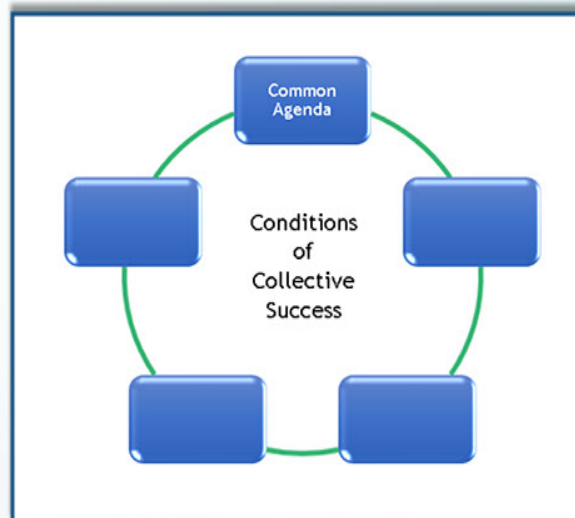 Common
Agenda
Conditions
of
Collective
Success